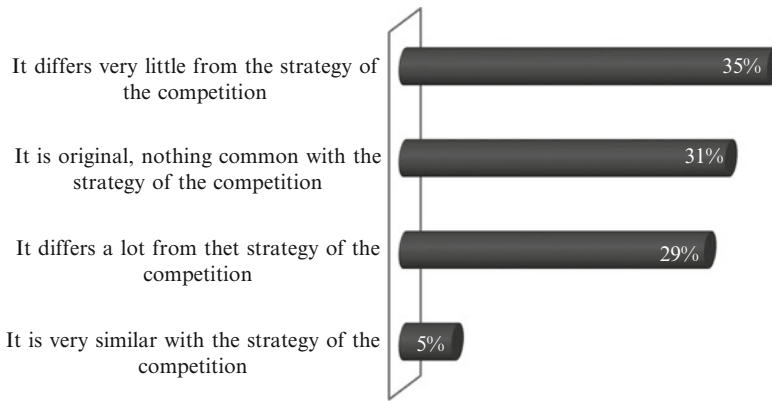 It differs very little from the strategy of
the competition
35%
It is original, nothing common with the
strategy of the competition
31%
It differs a lot from thet strategy of the
competition
29%
It is very similar with the strategy of the
competition
5%